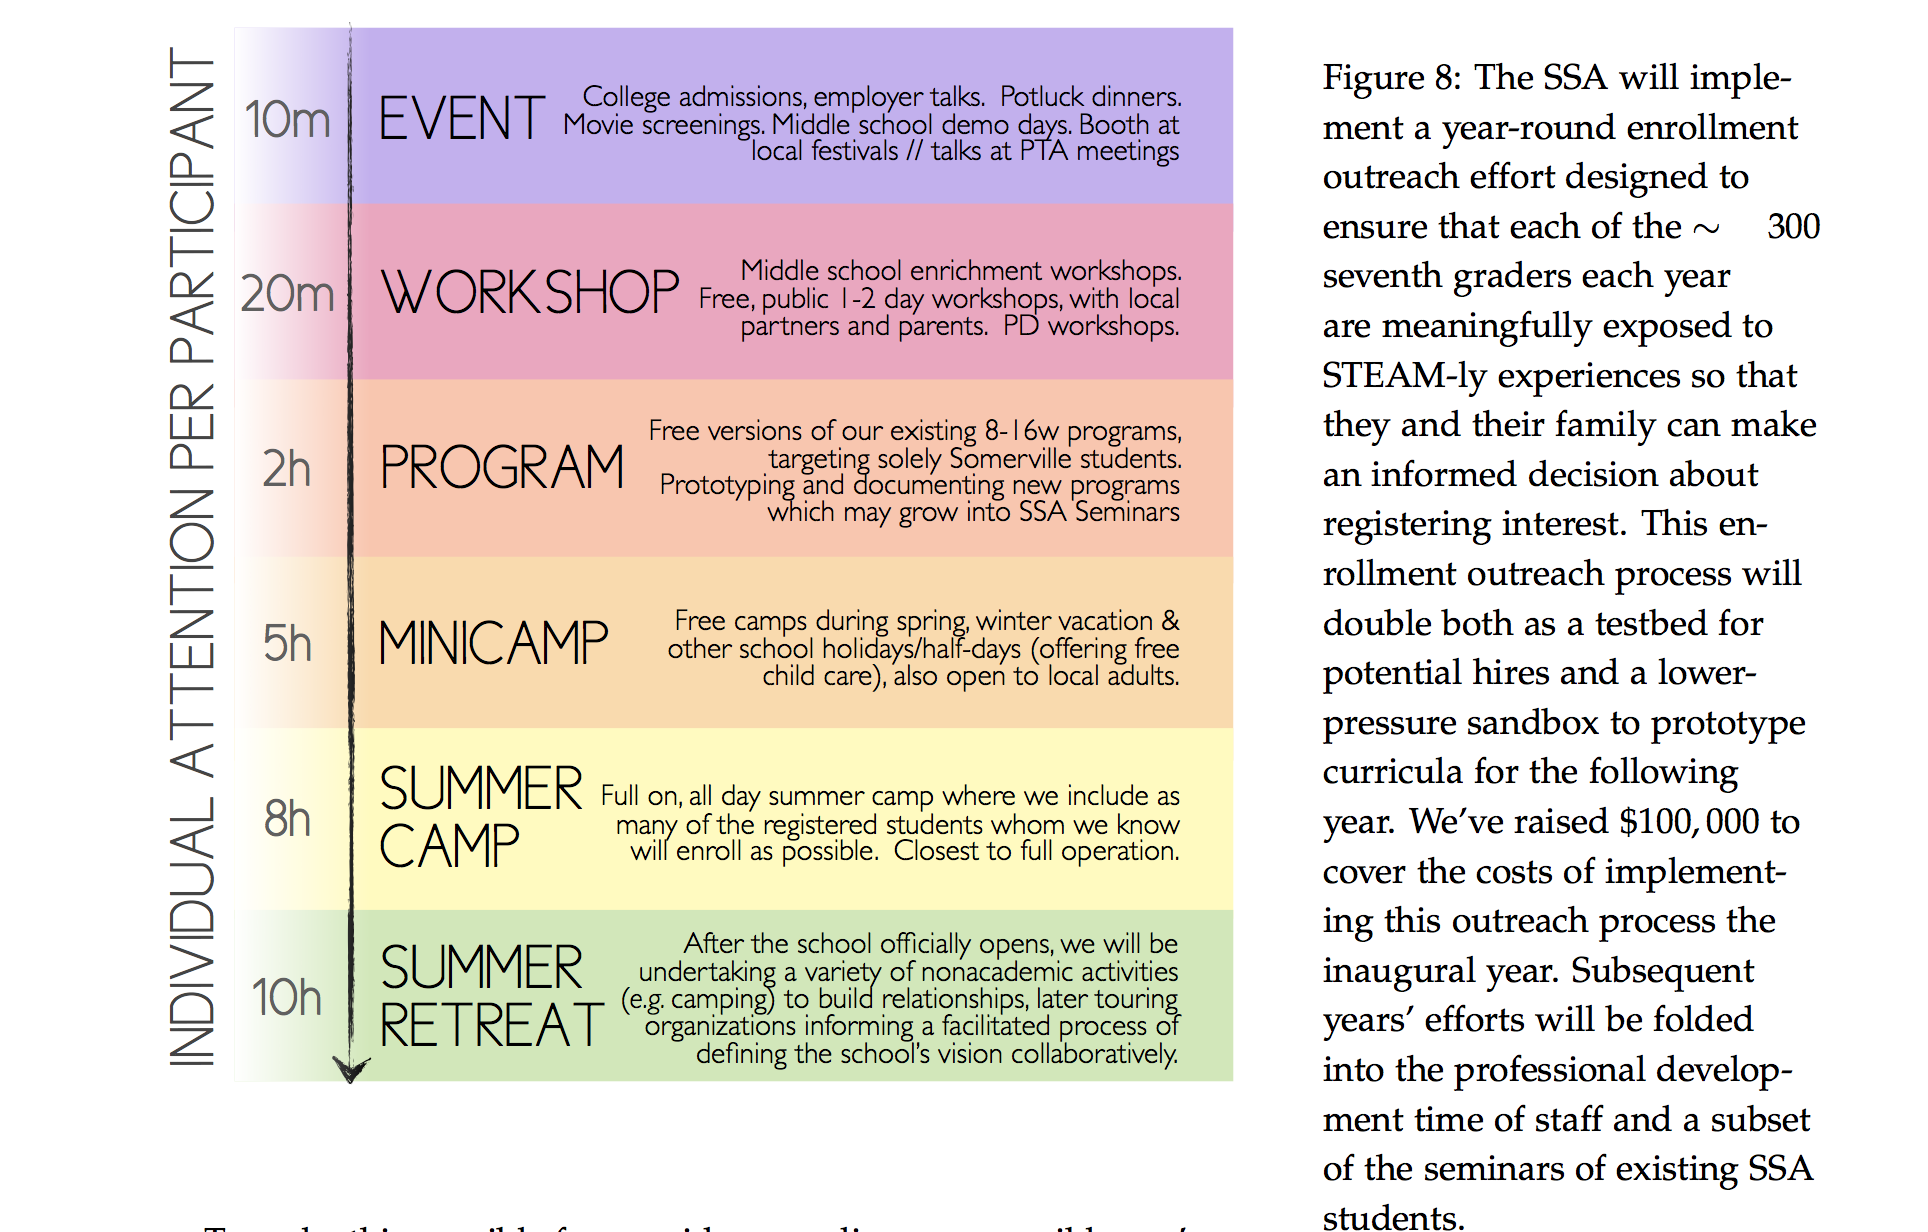 INDIVIDUAL ATTENTION PER PARTICIPANT
10m
EVENT
College admissions, employer talks. Potluck dinners.
Movie screenings. Middle school demo days. Booth at
local festivals // talks at PTA meetings
20m
WORKSHOP
Middle school enrichment workshops.
Free, public 1-2 day workshops, with local
partners and parents. PD workshops.
2h
PROGRAM
Free versions of our existing 8-16w programs,
targeting solely Somerville students.
Prototyping and documenting new programs
which may grow into SSA Seminars
5h
MINICAMP
Free camps during spring, winter vacation &
other school holidays/half-days (offering free
child care), also open to local adults.
8h
SUMMER
CAMP
Full on, all day summer camp where we include as
many of the registered students whom we know
will enroll as possible. Closest to full operation.
10h
SUMMER
RETREAT
After the school officially opens, we will be
undertaking a variety of nonacademic activities
(e.g. camping) to build relationships, later touring
organizations informing a facilitated process of
defining the school's vision collaboratively.
Figure 8: The SSA will imple-
ment a year-round enrollment
outreach effort designed to
ensure that each of the ~ 300
seventh graders each year
are meaningfully exposed to
STEAM-ly experiences so that
they and their family can make
an informed decision about
registering interest. This en-
rollment outreach process will
double both as a testbed for
potential hires and a lower-
pressure sandbox to prototype
curricula for the following
year. We've raised $100,000 to
cover the costs of implement-
ing this outreach process the
inaugural year. Subsequent
years' efforts will be folded
into the professional develop-
ment time of staff and a subset
of the seminars of existing SSA
students.